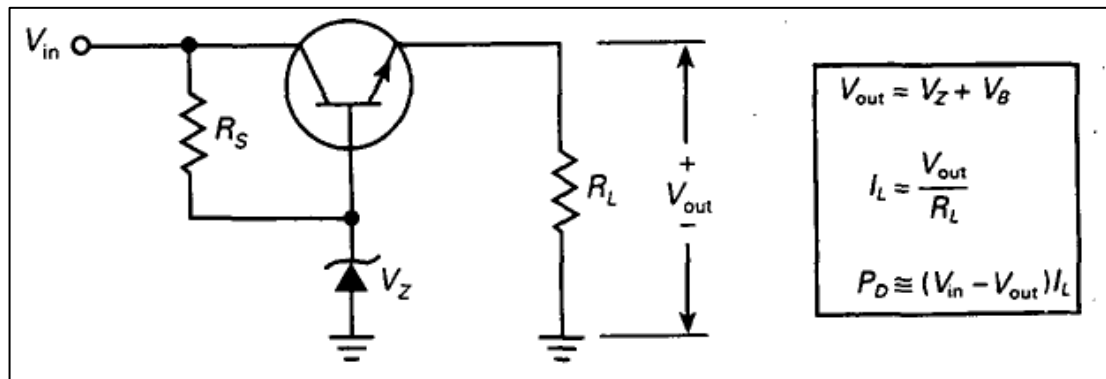 V_in
R_S
R_L
+
V_out
−
V_Z
V_out = V_Z + V_B
I_L = V_out / R_L
P_D ≅ (V_in − V_out) I_L